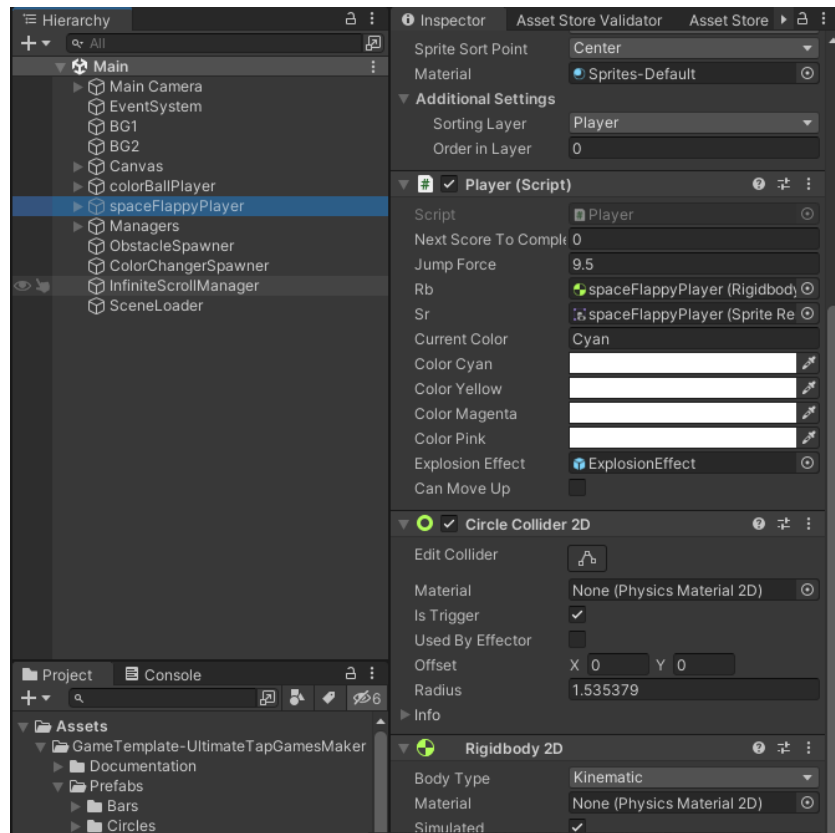 Hierarchy
All
Main
Main Camera
EventSystem
BG1
BG2
Canvas
colorBallPlayer
spaceFlappyPlayer
Managers
ObstacleSpawner
ColorChangerSpawner
InfiniteScrollManager
SceneLoader
Project Console
6
Assets
GameTemplate-UltimateTapGamesMaker
Documentation
Prefabs
Bars
Circles
Inspector Asset Store Validator Asset Store
Sprite Sort Point Center
Material Sprites-Default
Additional Settings
Sorting Layer Player
Order in Layer 0
# Player (Script)
Script Player
Next Score To Comple 0
Jump Force 9.5
Rb spaceFlappyPlayer (Rigidbody
Sr spaceFlappyPlayer (Sprite Re
Current Color Cyan
Color Cyan
Color Yellow
Color Magenta
Color Pink
Explosion Effect ExplosionEffect
Can Move Up
Circle Collider 2D
Edit Collider
Material None (Physics Material 2D)
Is Trigger
Used By Effector
Offset X 0 Y 0
Radius 1.535379
Info
Rigidbody 2D
Body Type Kinematic
Material None (Physics Material 2D)
Simulated